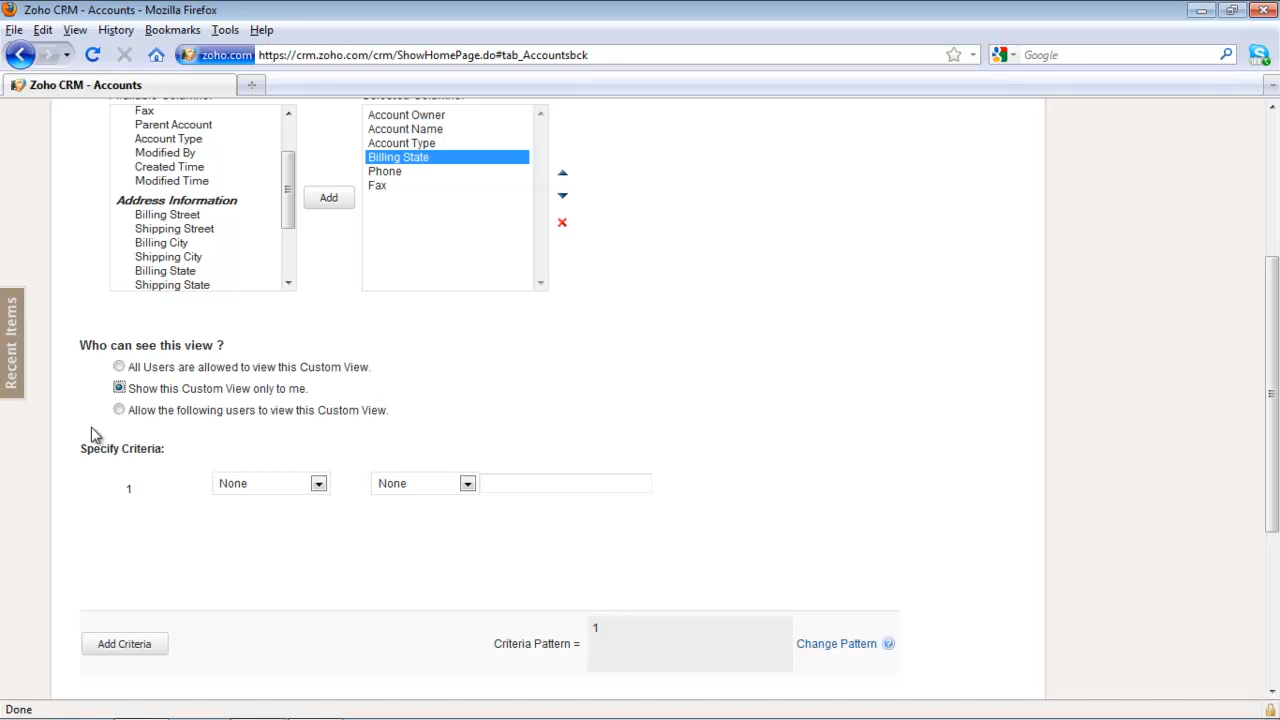 Zoho CRM - Accounts - Mozilla Firefox
File Edit View History Bookmarks Tools Help
zoho.com https://crm.zoho.com/crm/ShowHomePage.do#tab_Accountsbck
Google
Zoho CRM - Accounts
Fax
Parent Account
Account Type
Modified By
Created Time
Modified Time
Address Information
Billing Street
Shipping Street
Billing City
Shipping City
Billing State
Shipping State
Add
Account Owner
Account Name
Account Type
Billing State
Phone
Fax
Recent Items
Who can see this view ?
All Users are allowed to view this Custom View.
Show this Custom View only to me.
Allow the following users to view this Custom View.
Specify Criteria:
1 None None
Add Criteria
Criteria Pattern =
1
Change Pattern ?
Done